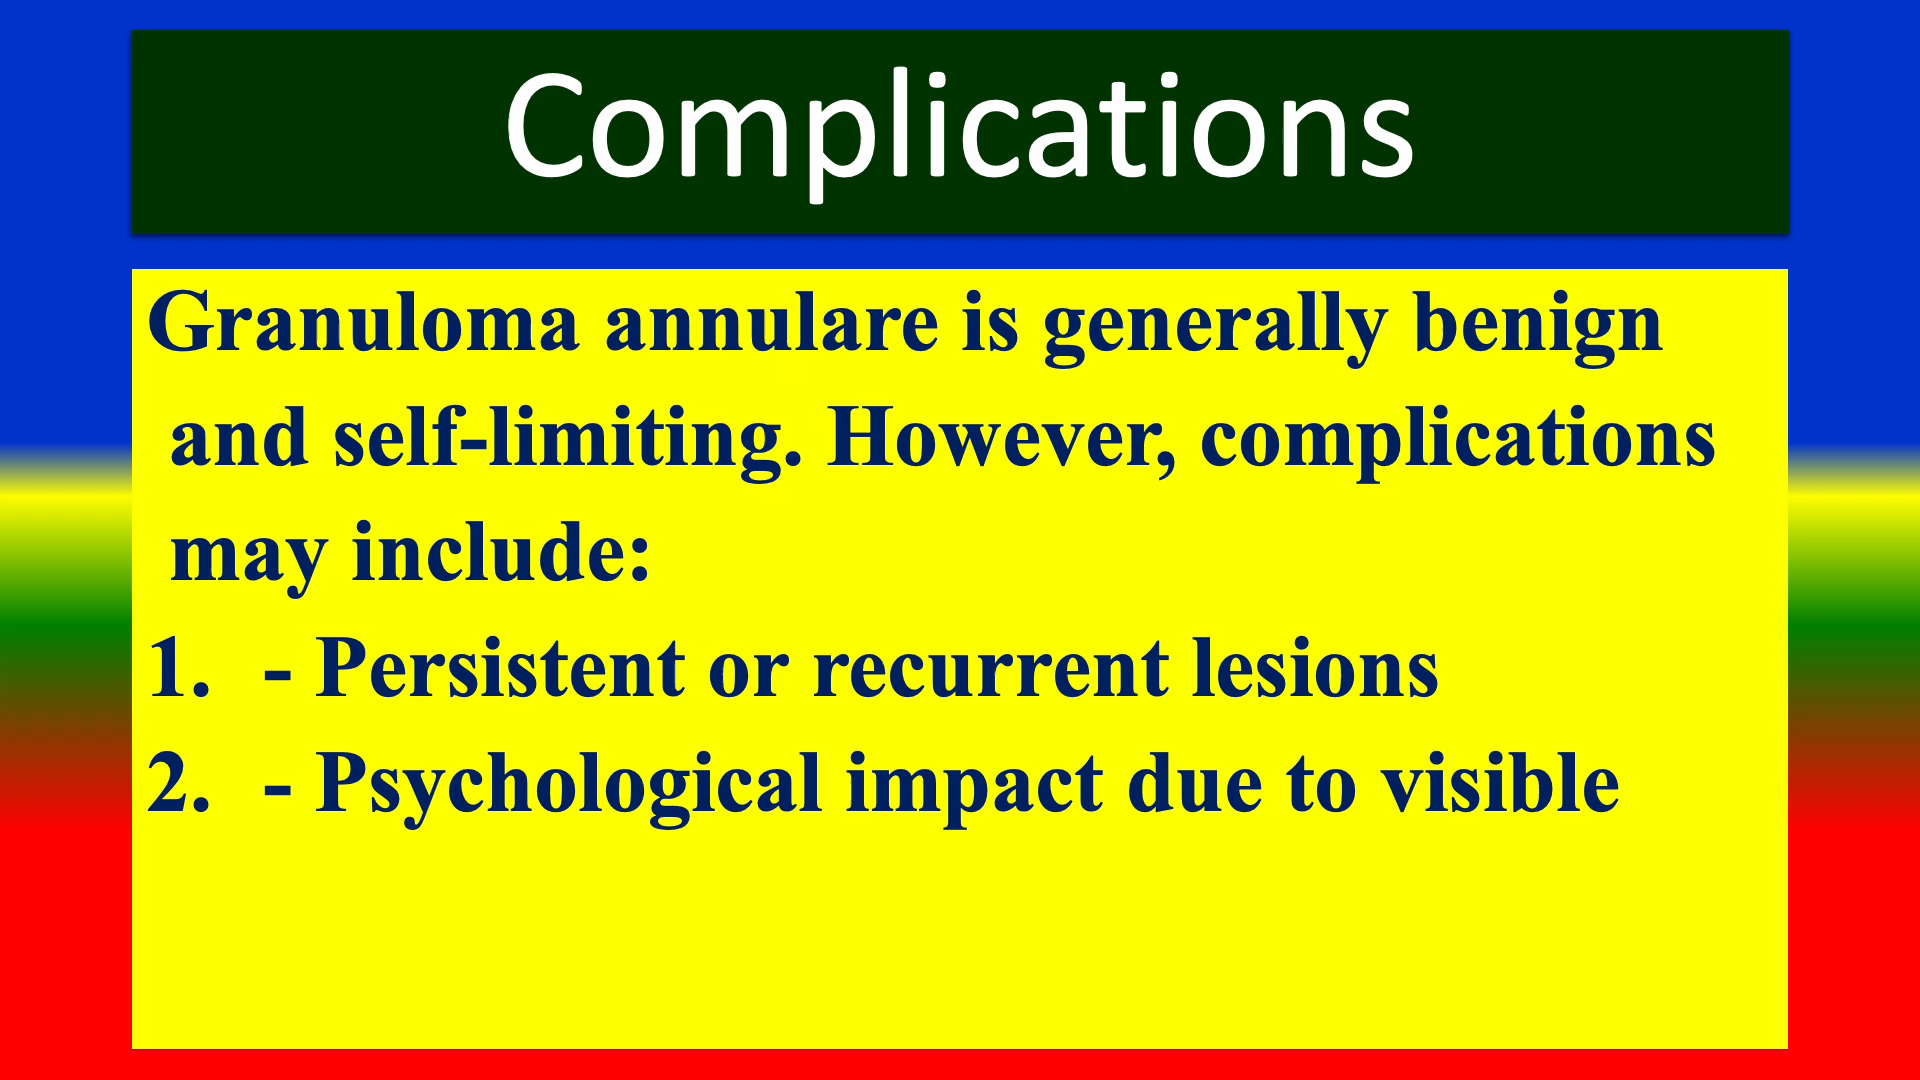 Complications
Granuloma annulare is generally benign
and self-limiting. However, complications
may include:
1. - Persistent or recurrent lesions
2. - Psychological impact due to visible